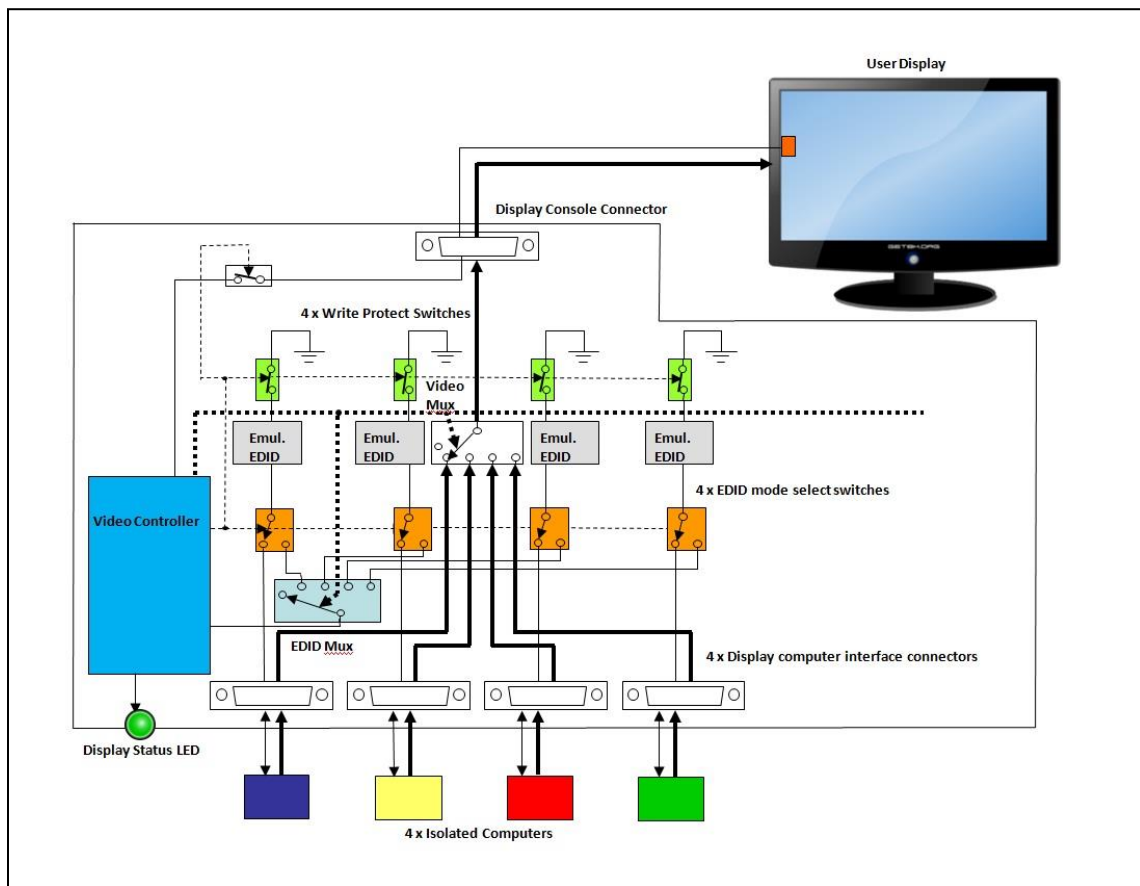 User Display
GETBH.ORG
Display Console Connector
4 x Write Protect Switches
Video
Mux
Emul.
EDID
Emul.
EDID
Emul.
EDID
Emul.
EDID
4 x EDID mode select switches
Video Controller
EDID Mux
4 x Display computer interface connectors
Display Status LED
4 x Isolated Computers